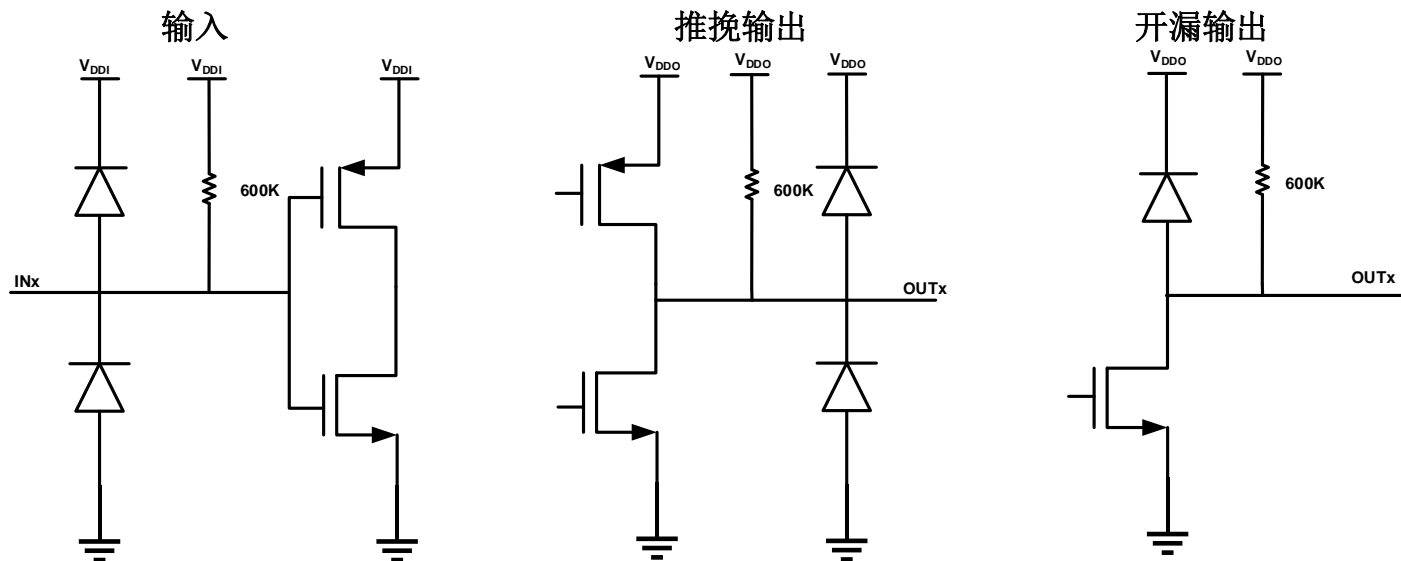 输入
推挽输出
开漏输出
VDDI
VDDI
VDDI
VDDO
VDDO
VDDO
VDDO
VDDO
600K
600K
600K
INx
OUTx
OUTx